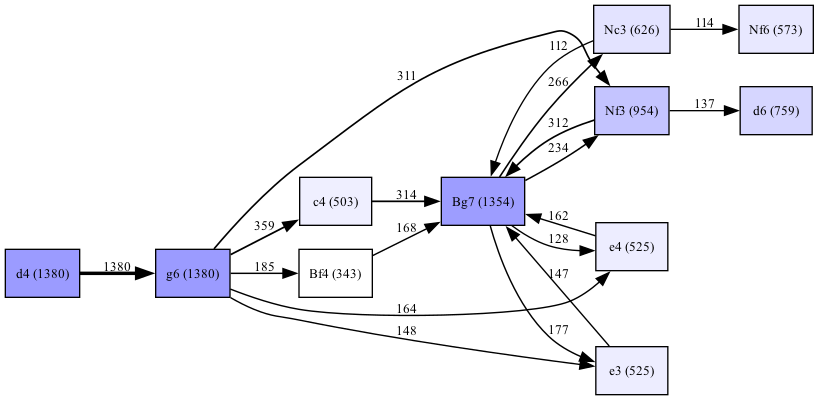 Nc3 (626)
114
Nf6 (573)
112
311
266
Nf3 (954)
137
d6 (759)
312
234
c4 (503)
314
Bg7 (1354)
359
168
162
e4 (525)
128
d4 (1380)
1380
g6 (1380)
185
Bf4 (343)
147
164
148
177
e3 (525)